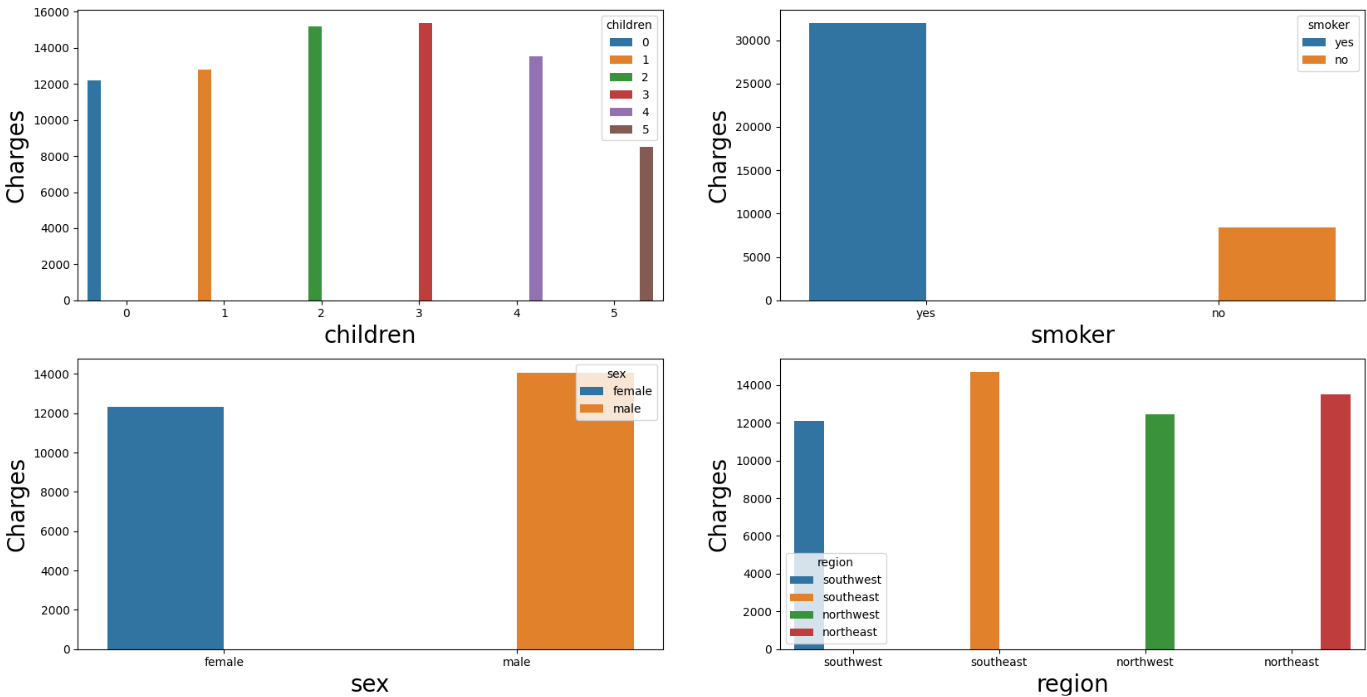 16000
14000
12000
10000
8000
6000
4000
2000
0
Charges
children
0
1
2
3
4
5
0 1 2 3 4 5
children
30000
25000
20000
15000
10000
5000
0
Charges
smoker
yes
no
yes no
smoker
14000
12000
10000
8000
6000
4000
2000
0
Charges
sex
female
male
female male
sex
14000
12000
10000
8000
6000
4000
2000
0
Charges
region
southwest
southeast
northwest
northeast
southwest southeast northwest northeast
region